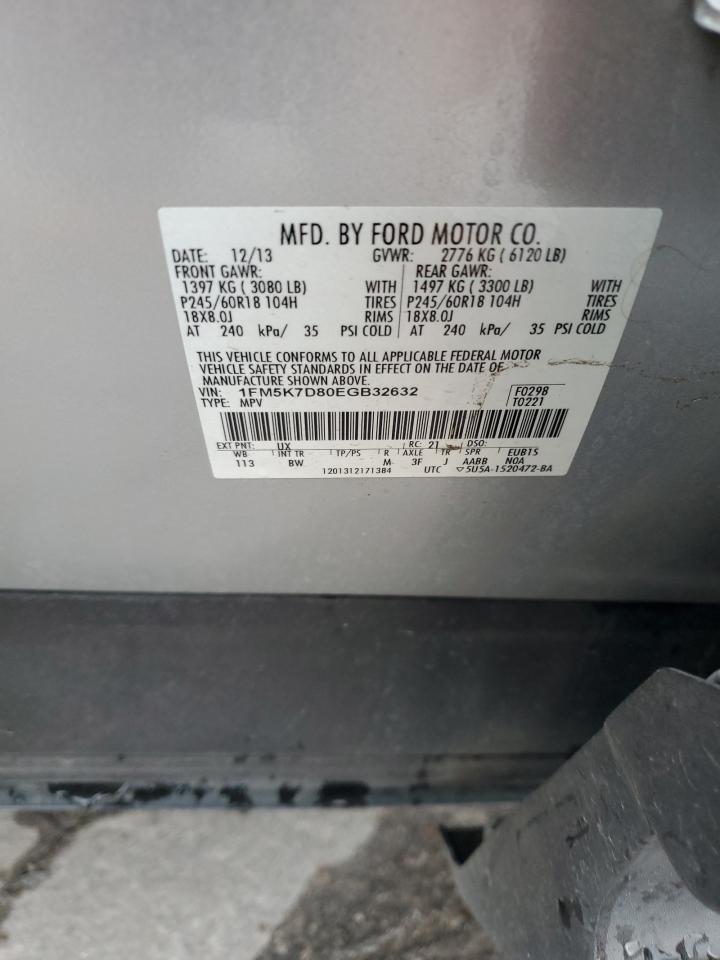 MFD. BY FORD MOTOR CO.
DATE: 12/13 GVWR: 2776 KG ( 6120 LB)
FRONT GAWR: REAR GAWR:
1397 KG ( 3080 LB) WITH 1497 KG ( 3300 LB) WITH
P245/60R18 104H TIRES P245/60R18 104H TIRES
18X8.0J RIMS 18X8.0J RIMS
AT 240 kPa/ 35 PSI COLD AT 240 kPa/ 35 PSI COLD
THIS VEHICLE CONFORMS TO ALL APPLICABLE FEDERAL MOTOR
VEHICLE SAFETY STANDARDS IN EFFECT ON THE DATE OF
MANUFACTURE SHOWN ABOVE.
VIN: 1FM5K7D80EGB32632 F0298
TYPE: MPV T0221
EXT PNT: UX RC: 21 DSO:
WB INT TR TP/PS R AXLE TR SPR EUB1S
113 BW M 3F J AABB N0A
1201312171384 UTC ▽5U5A-1520472-BA